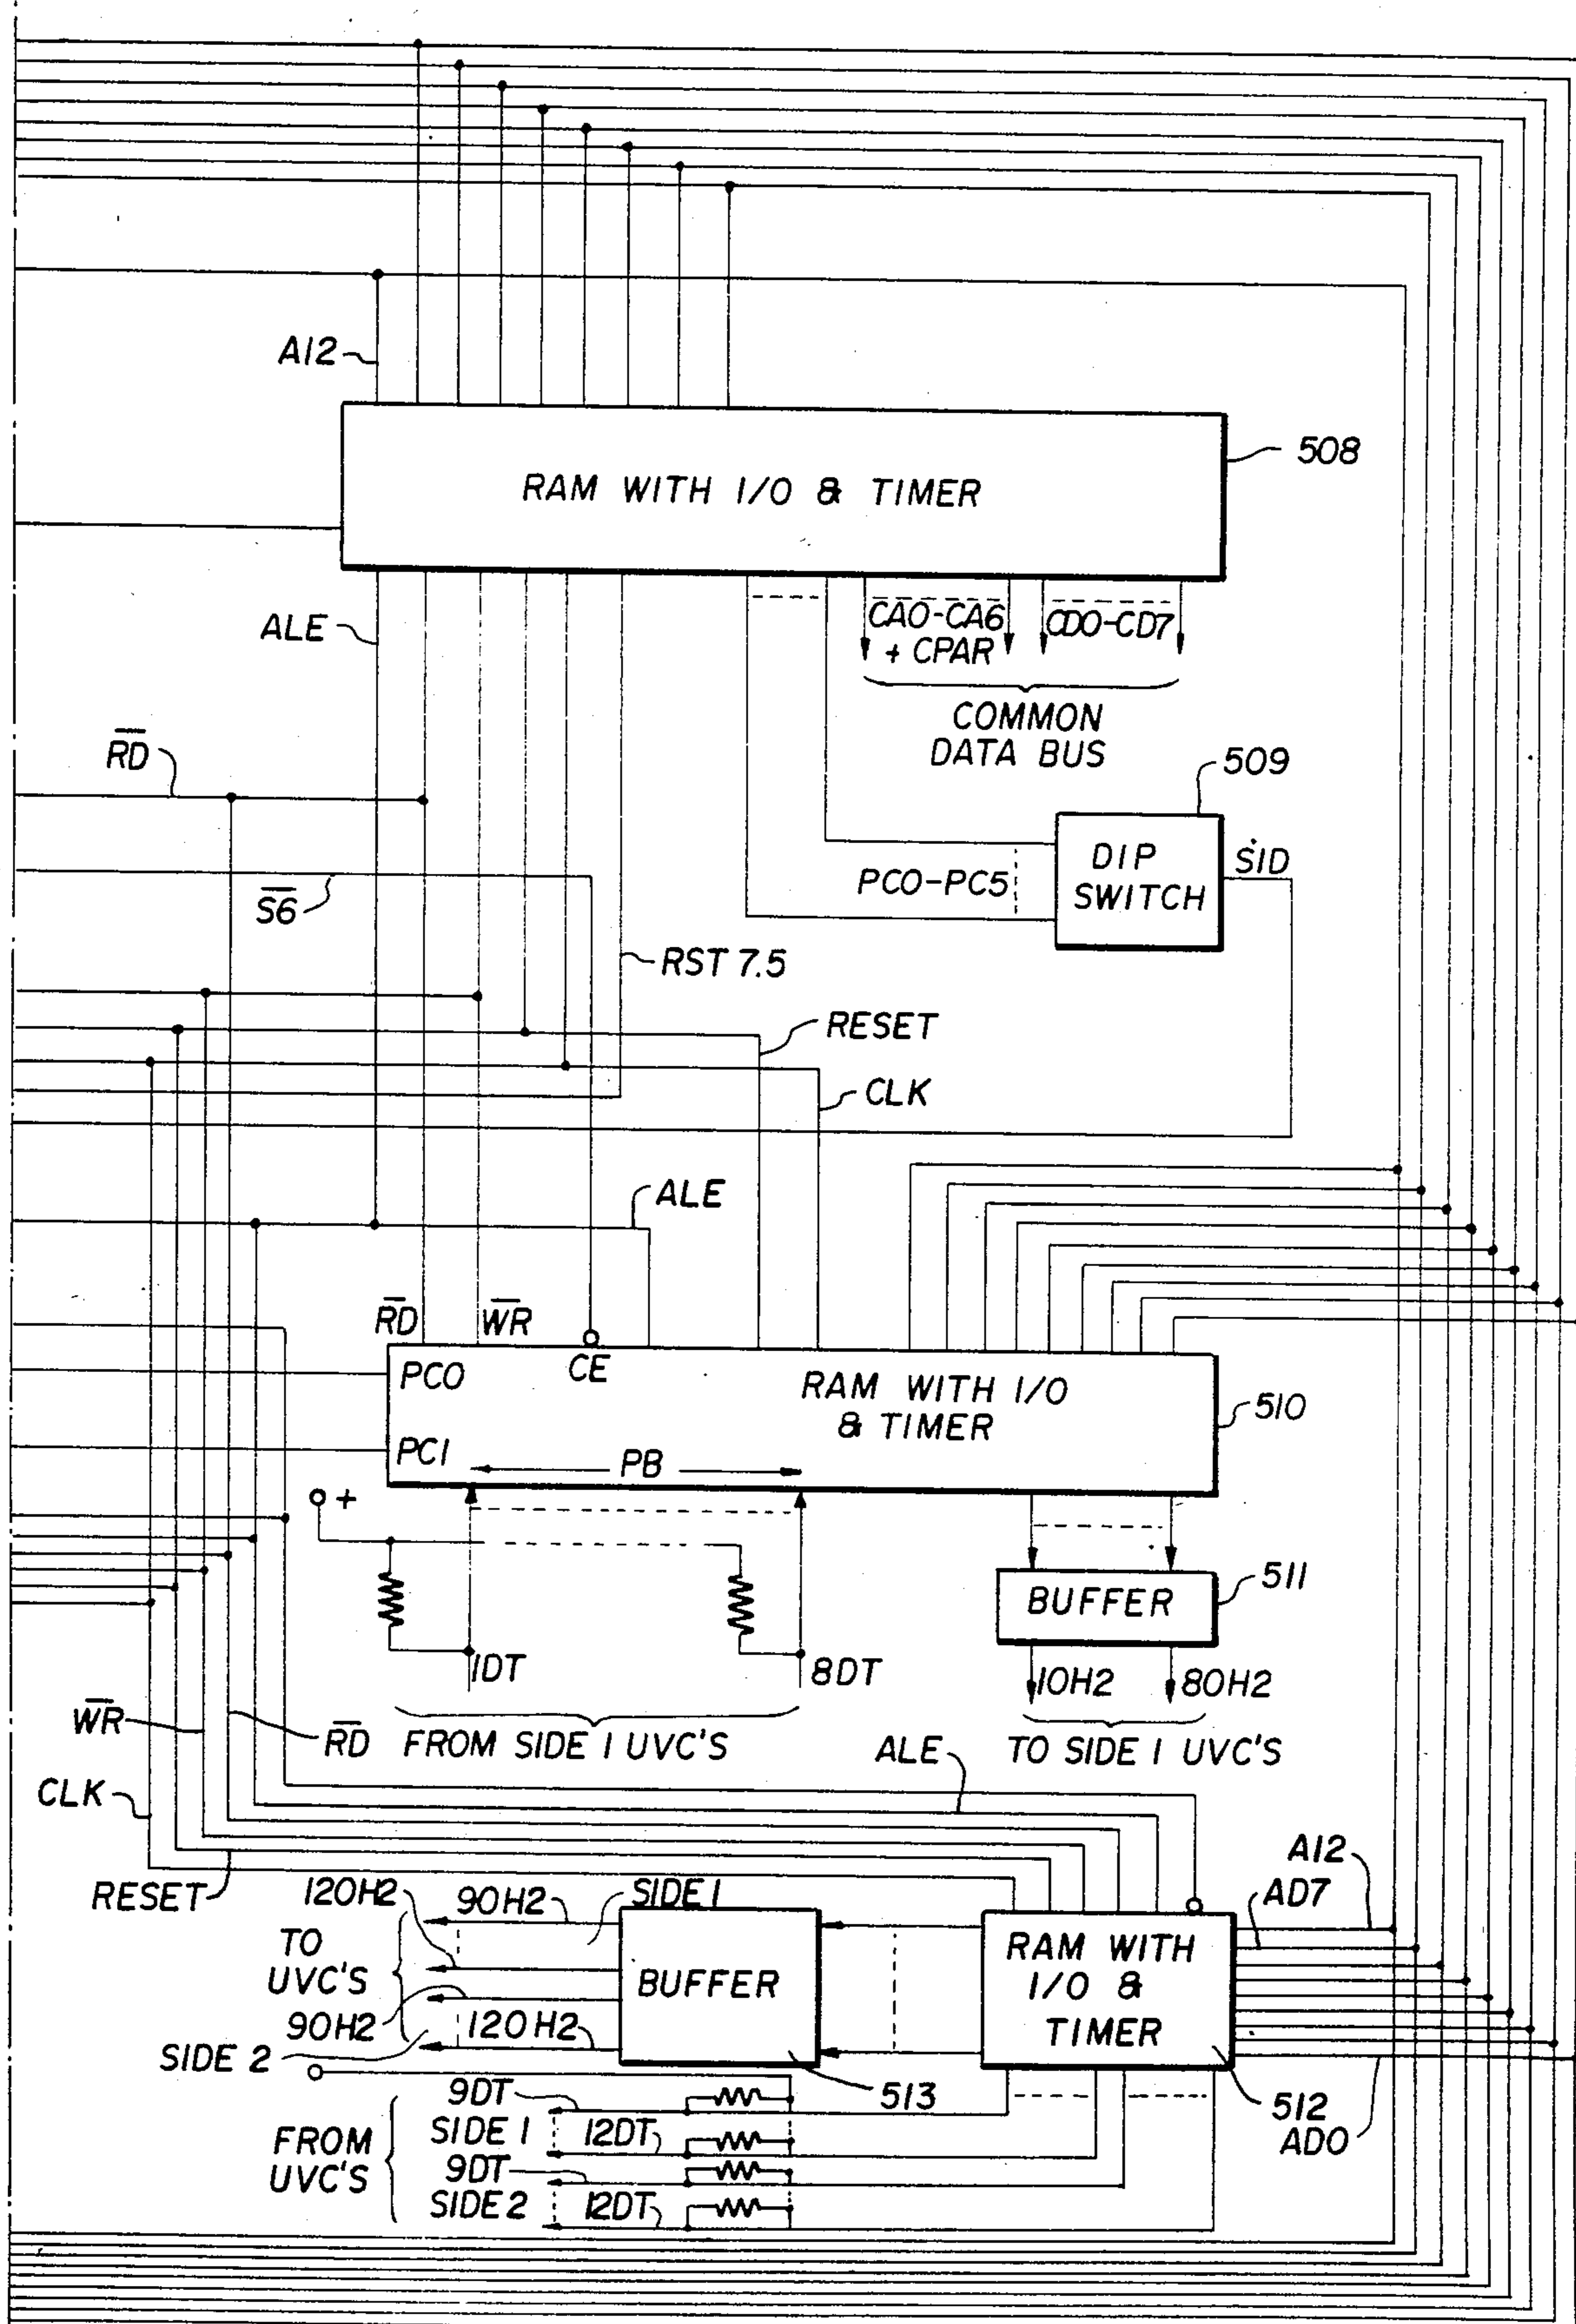 A12
508
RAM WITH I/O & TIMER
ALE
CA0-CA6
+ CPAR
CD0-CD7
COMMON
DATA BUS
RD
509
DIP
SWITCH
SID
PC0-PC5
S6
RST 7.5
RESET
CLK
ALE
RD
WR
CE
PC0
RAM WITH I/O
& TIMER
510
PC1
PB
+
BUFFER
511
1DT
8DT
10H2
80H2
WR
RD
FROM SIDE 1 UVC'S
TO SIDE 1 UVC'S
ALE
CLK
A12
AD7
RESET
120H2
90H2
SIDE 1
TO
UVC'S
BUFFER
RAM WITH
I/O &
TIMER
90H2
120H2
SIDE 2
513
512
AD0
9DT
SIDE 1
12DT
FROM
UVC'S
9DT
SIDE 2
12DT